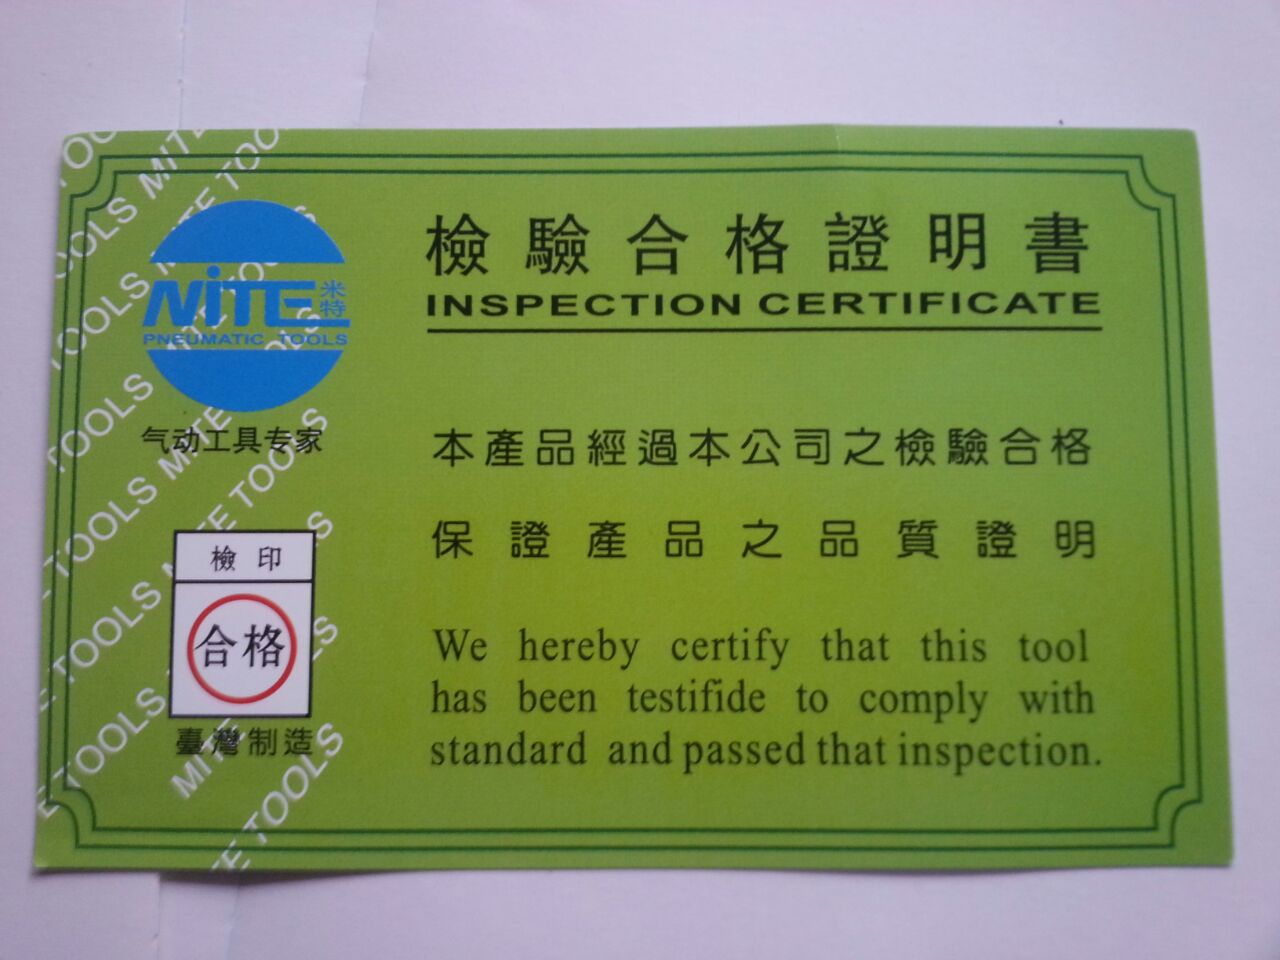 檢驗合格證明書
INSPECTION CERTIFICATE
NiTE 米特
PNEUMATIC TOOLS
气动工具专家
本產品經過本公司之檢驗合格
保證產品之品質證明
檢印
合格
臺灣制造
We hereby certify that this tool
has been testifide to comply with
standard and passed that inspection.
MITE TOOLS